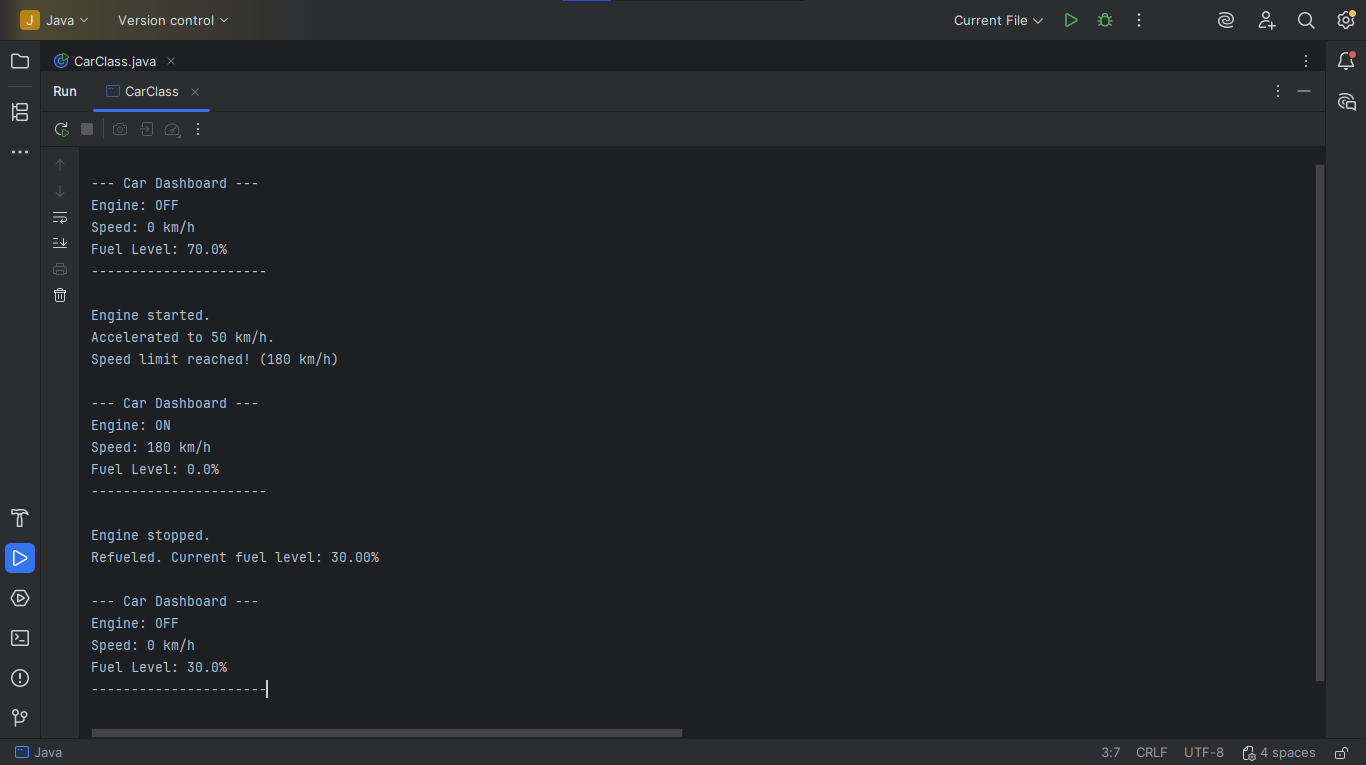 J Java Version control Current File
CarClass.java
Run CarClass
--- Car Dashboard ---
Engine: OFF
Speed: 0 km/h
Fuel Level: 70.0%
----------------------
Engine started.
Accelerated to 50 km/h.
Speed limit reached! (180 km/h)
--- Car Dashboard ---
Engine: ON
Speed: 180 km/h
Fuel Level: 0.0%
----------------------
Engine stopped.
Refueled. Current fuel level: 30.00%
--- Car Dashboard ---
Engine: OFF
Speed: 0 km/h
Fuel Level: 30.0%
----------------------
Java 3:7 CRLF UTF-8 4 spaces